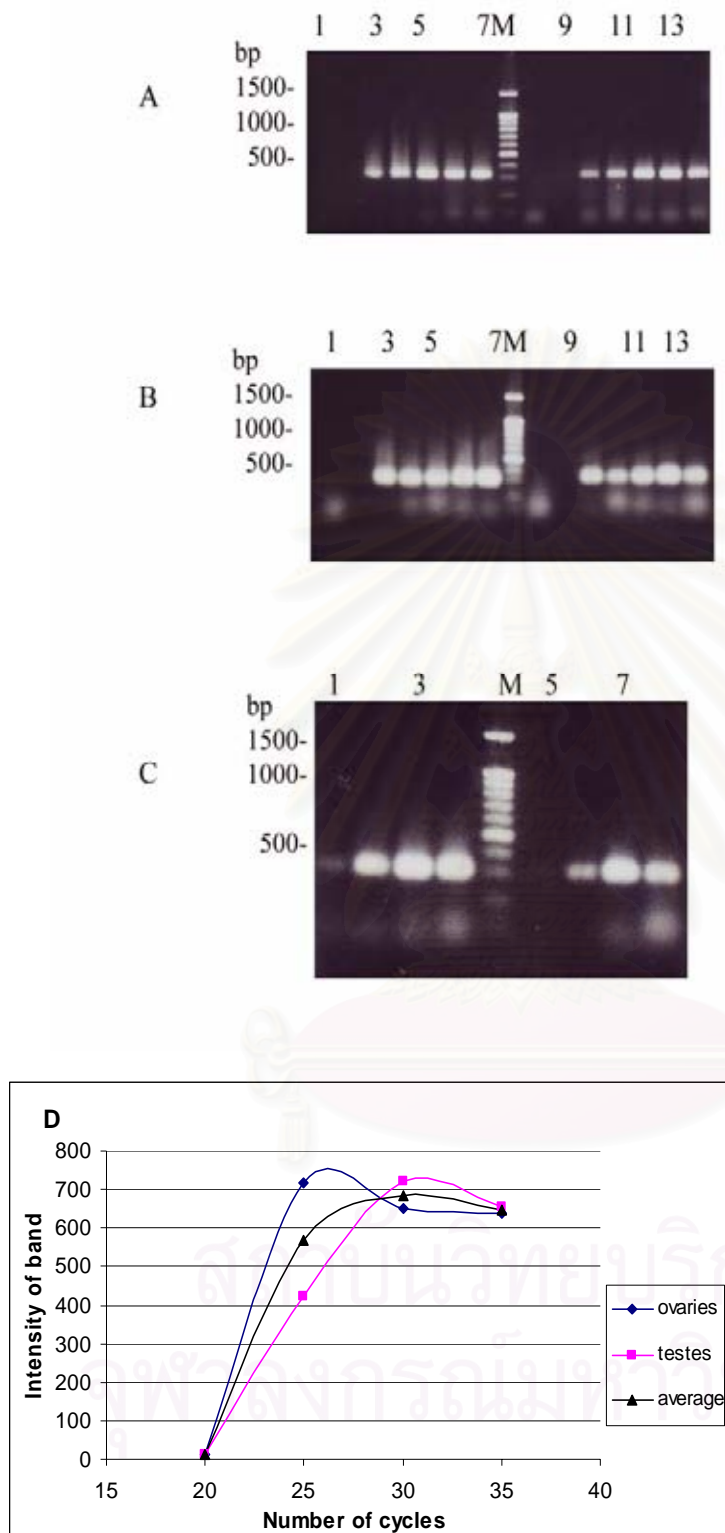 1 3 5 7M 9 11 13
bp
A
1500-
1000-
500-
1 3 5 7M 9 11 13
bp
B
1500-
1000-
500-
1 3 M 5 7
bp
C
1500-
1000-
500-
D
800
700
600
500
400
300
200
100
0
15 20 25 30 35 40
Intensity of band
Number of cycles
ovaries
testes
average